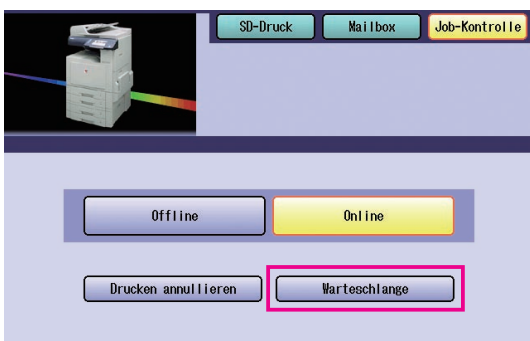 SD-Druck Mailbox Job-Kontrolle
Offline Online
Drucken annullieren Warteschlange